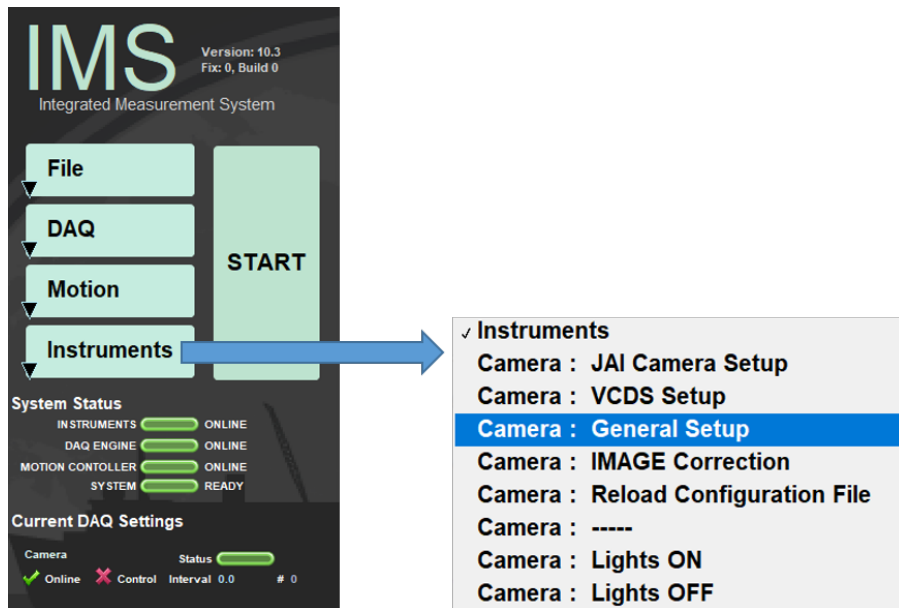 IMS
Version: 10.3
Fix: 0, Build 0
Integrated Measurement System
File
DAQ
Motion
Instruments
START
System Status
INSTRUMENTS ONLINE
DAQ ENGINE ONLINE
MOTION CONTOLLER ONLINE
SYSTEM READY
Current DAQ Settings
Camera Status
Online Control Interval 0.0 # 0
✓ Instruments
Camera : JAI Camera Setup
Camera : VCDS Setup
Camera : General Setup
Camera : IMAGE Correction
Camera : Reload Configuration File
Camera : -----
Camera : Lights ON
Camera : Lights OFF